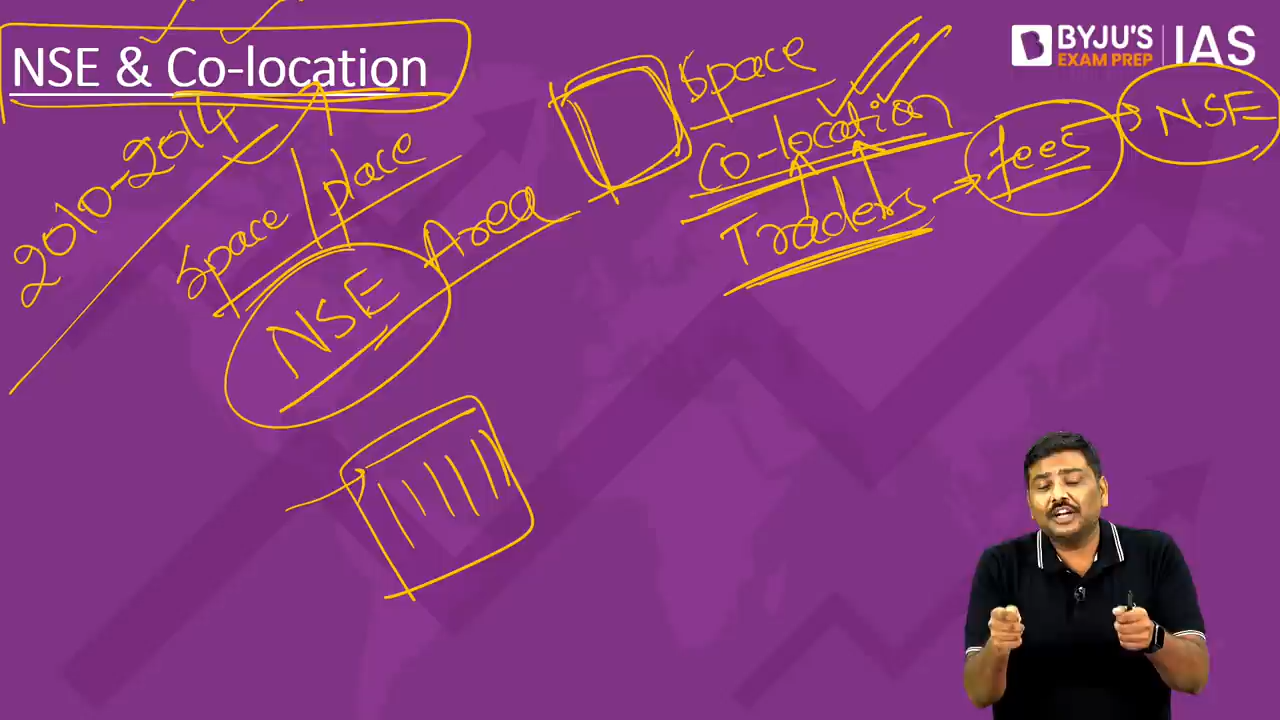 NSE & Co-location
BYJU'S
EXAM PREP
IAS
2010-2014
Space / place
NSE Area
Space
Co-location
Traders
fees
NSE